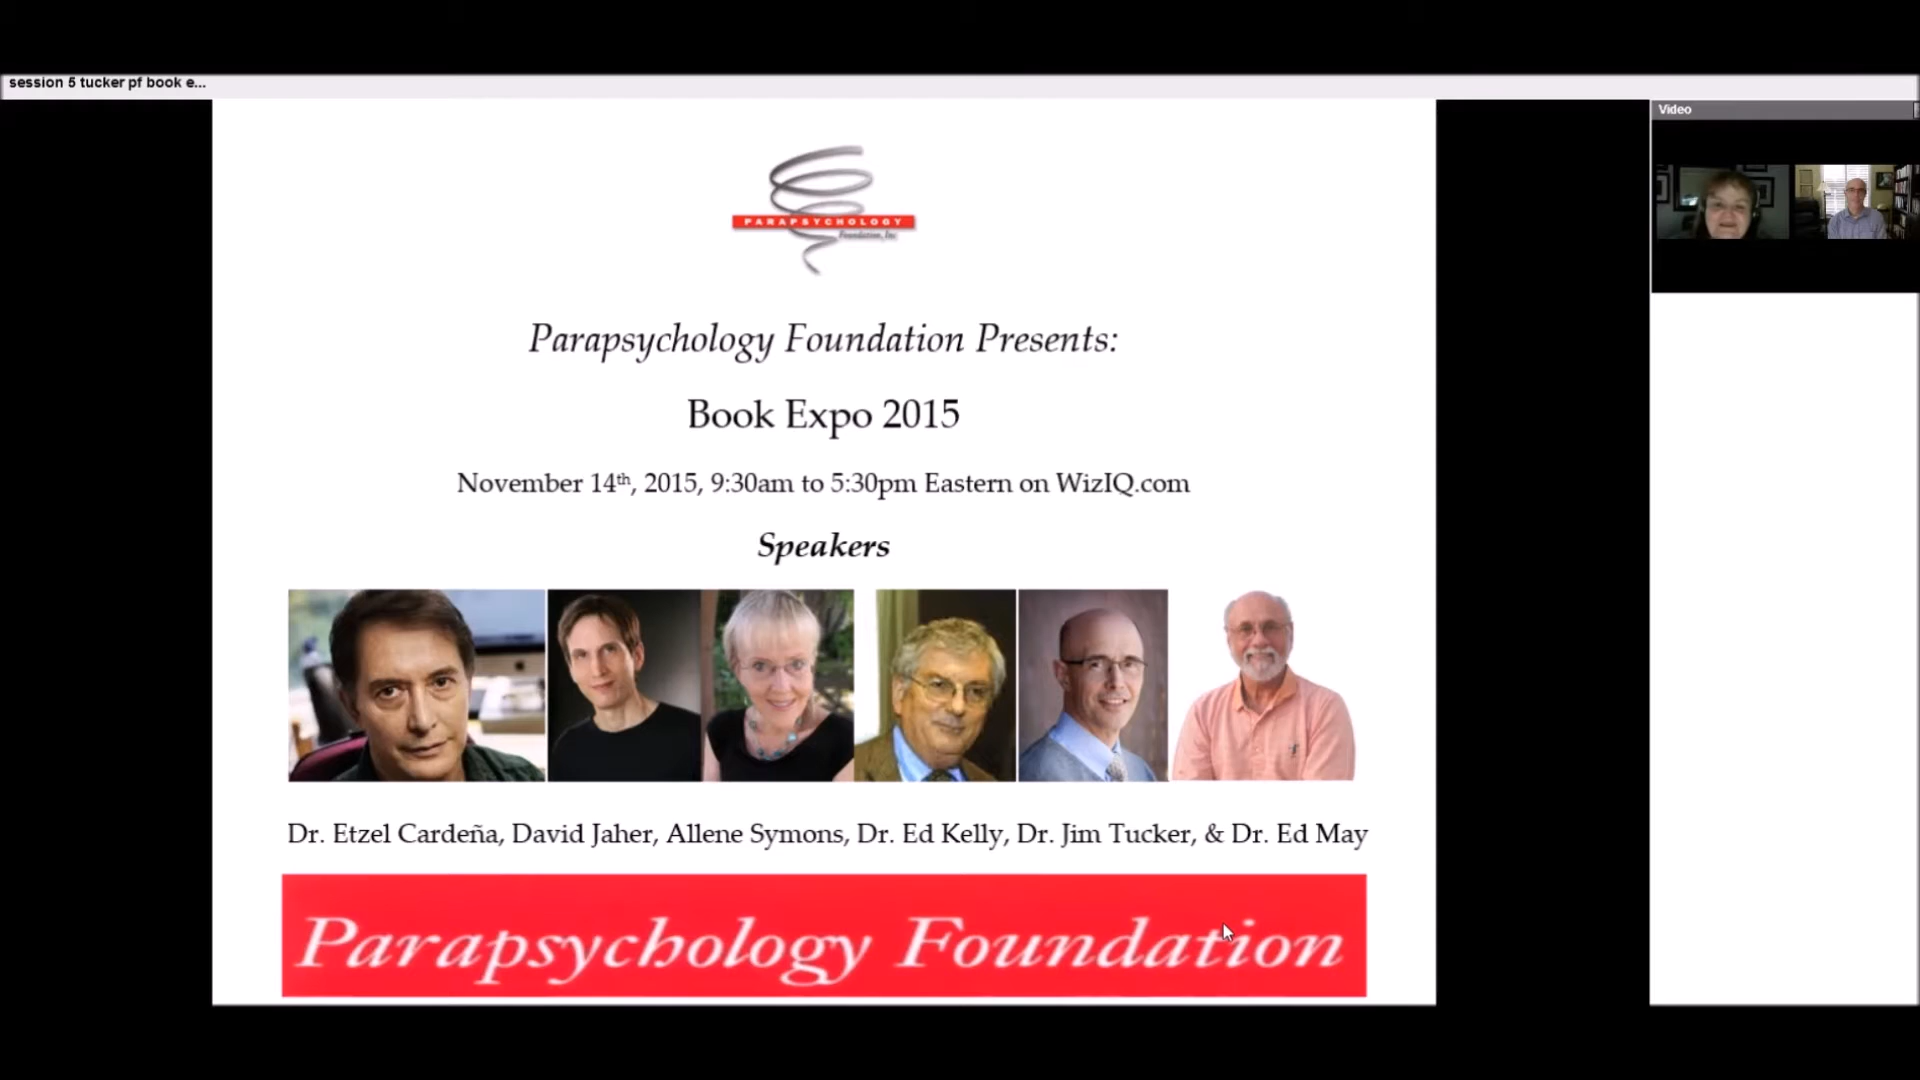 session 5 tucker pf book e...
Video
PARAPSYCHOLOGY
Foundation, Inc
Parapsychology Foundation Presents:
Book Expo 2015
November 14th, 2015, 9:30am to 5:30pm Eastern on WizIQ.com
Speakers
Dr. Etzel Cardeña, David Jaher, Allene Symons, Dr. Ed Kelly, Dr. Jim Tucker, & Dr. Ed May
Parapsychology Foundation